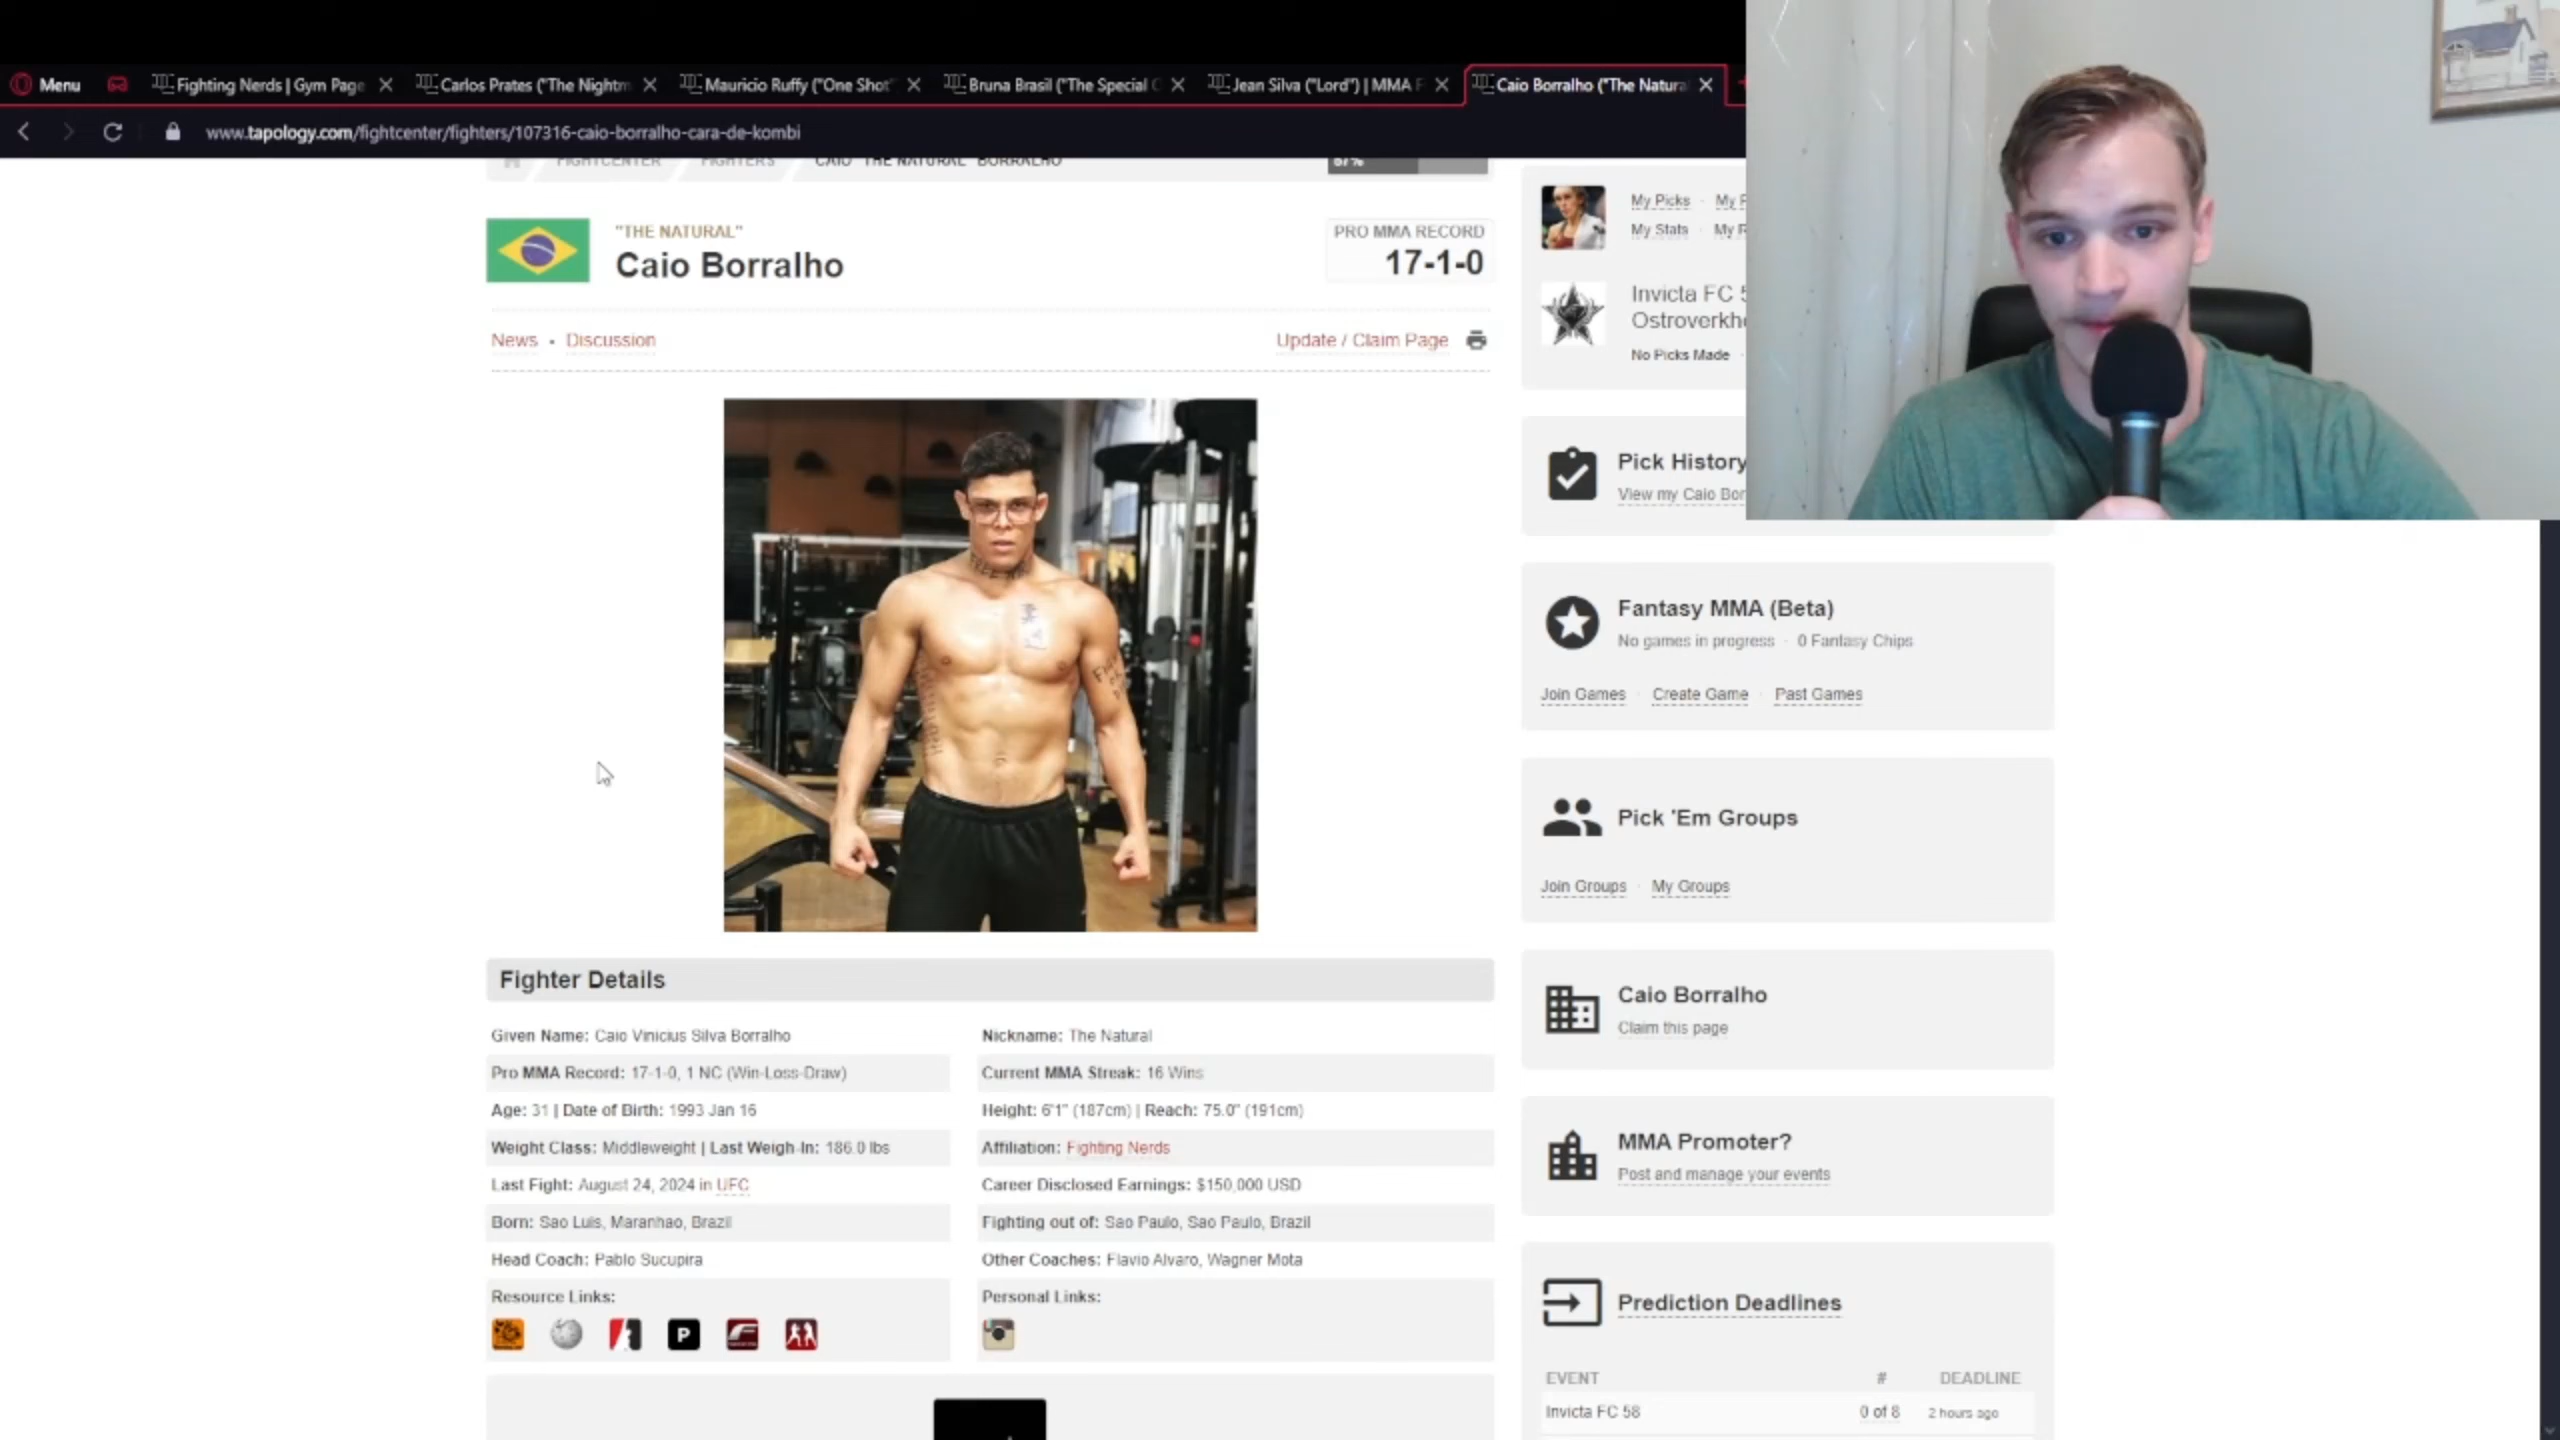 Menu
Fighting Nerds | Gym Page
Carlos Prates ("The Nightm
Mauricio Ruffy ("One Shot"
Bruna Brasil ("The Special C
Jean Silva ("Lord") | MMA F
Caio Borralho ("The Natura
www.tapology.com/fightcenter/fighters/107316-caio-borralho-cara-de-kombi
FIGHTCENTER
FIGHTERS
CAIO "THE NATURAL" BORRALHO
67%
"THE NATURAL"
Caio Borralho
PRO MMA RECORD
17-1-0
News • Discussion
Update / Claim Page
Fighter Details
Given Name: Caio Vinicius Silva Borralho
Nickname: The Natural
Pro MMA Record: 17-1-0, 1 NC (Win-Loss-Draw)
Current MMA Streak: 16 Wins
Age: 31 | Date of Birth: 1993 Jan 16
Height: 6'1" (187cm) | Reach: 75.0" (191cm)
Weight Class: Middleweight | Last Weigh-In: 186.0 lbs
Affiliation: Fighting Nerds
Last Fight: August 24, 2024 in UFC
Career Disclosed Earnings: $150,000 USD
Born: Sao Luis, Maranhao, Brazil
Fighting out of: Sao Paulo, Sao Paulo, Brazil
Head Coach: Pablo Sucupira
Other Coaches: Flavio Alvaro, Wagner Mota
Resource Links:
Personal Links:
P
My Picks · My
My Stats · My
Invicta FC 5
Ostroverkh
No Picks Made ·
Pick History
View my Caio Bor
Fantasy MMA (Beta)
No games in progress · 0 Fantasy Chips
Join Games · Create Game · Past Games
Pick 'Em Groups
Join Groups · My Groups
Caio Borralho
Claim this page
MMA Promoter?
Post and manage your events
Prediction Deadlines
EVENT # DEADLINE
Invicta FC 58 0 of 8 2 hours ago